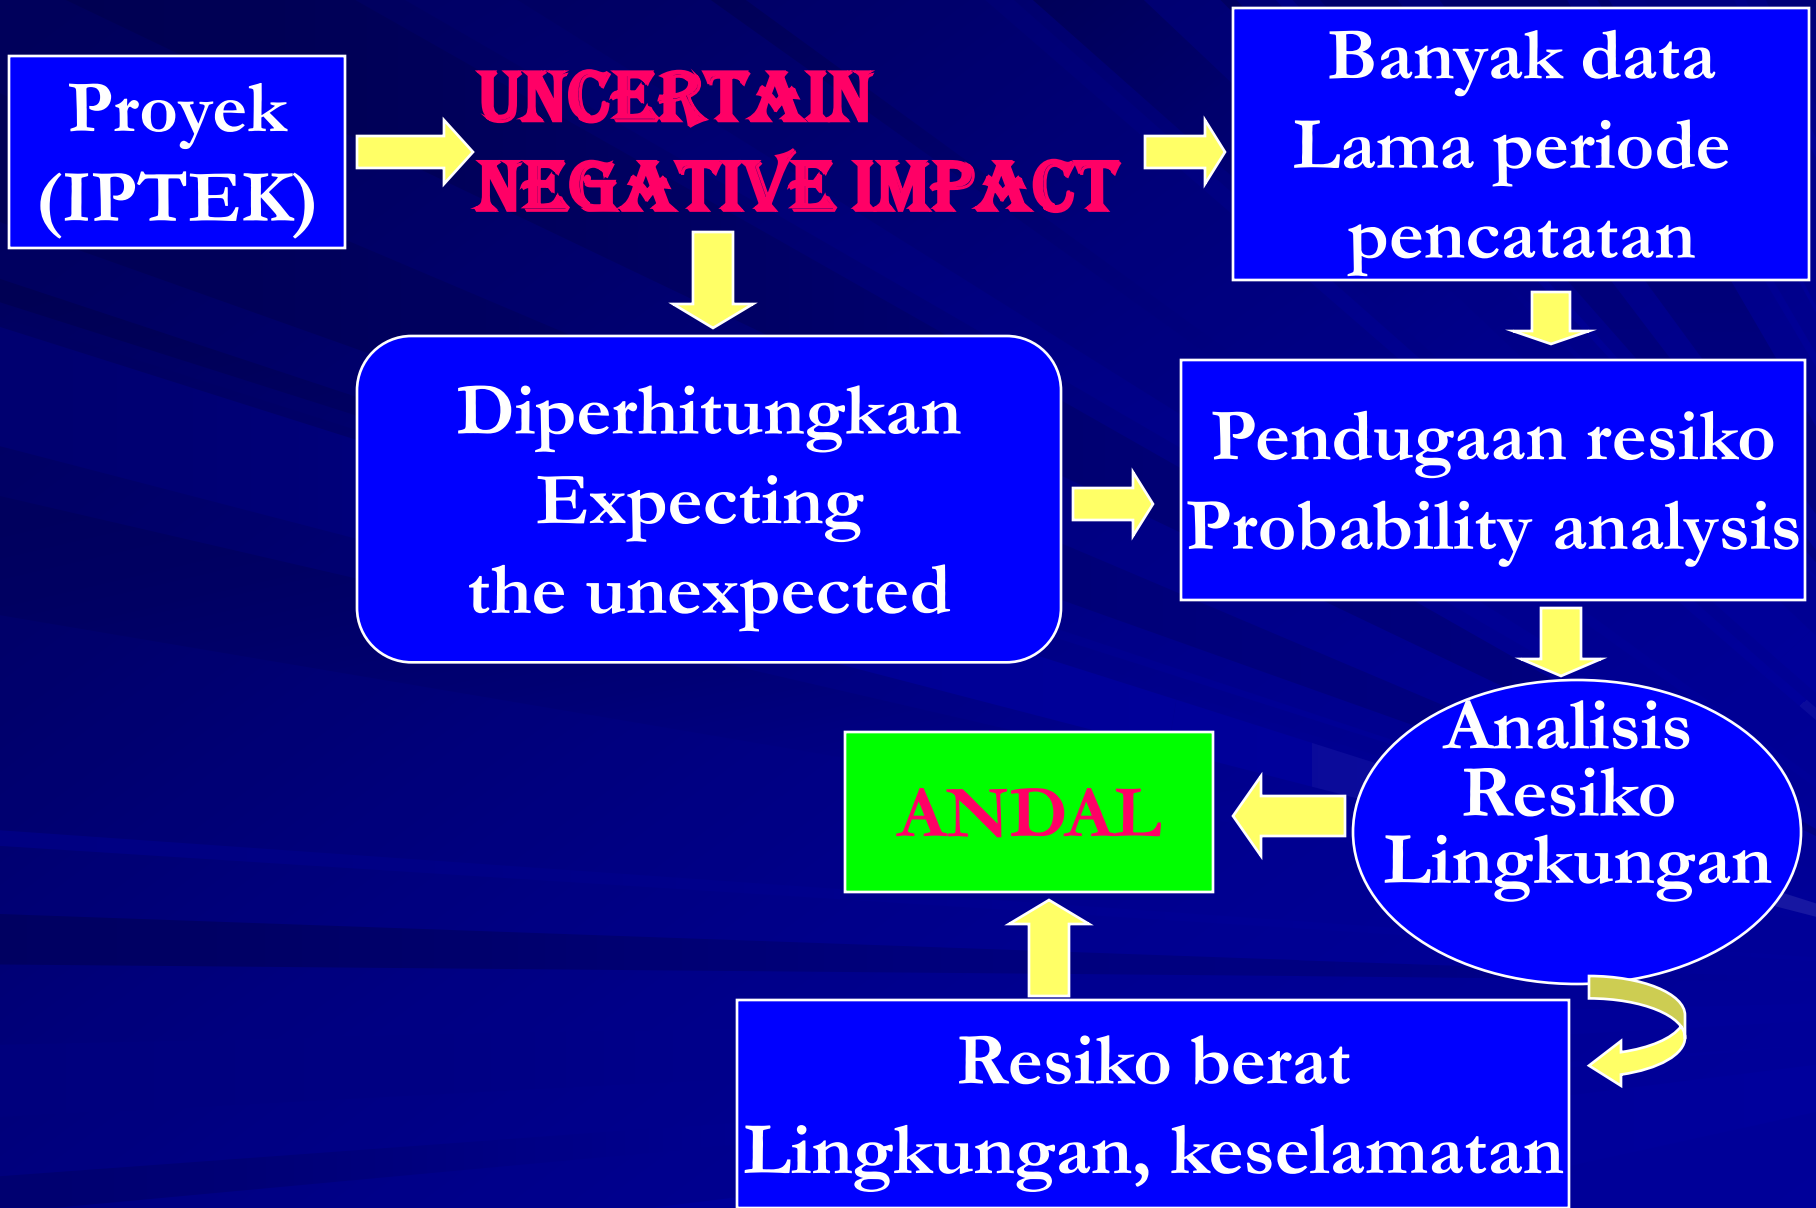 Proyek
(IPTEK)
UNCERTAIN
NEGATIVE IMPACT
Banyak data
Lama periode
pencatatan
Diperhitungkan
Expecting
the unexpected
Pendugaan resiko
Probability analysis
Analisis
Resiko
Lingkungan
ANDAL
Resiko berat
Lingkungan, keselamatan